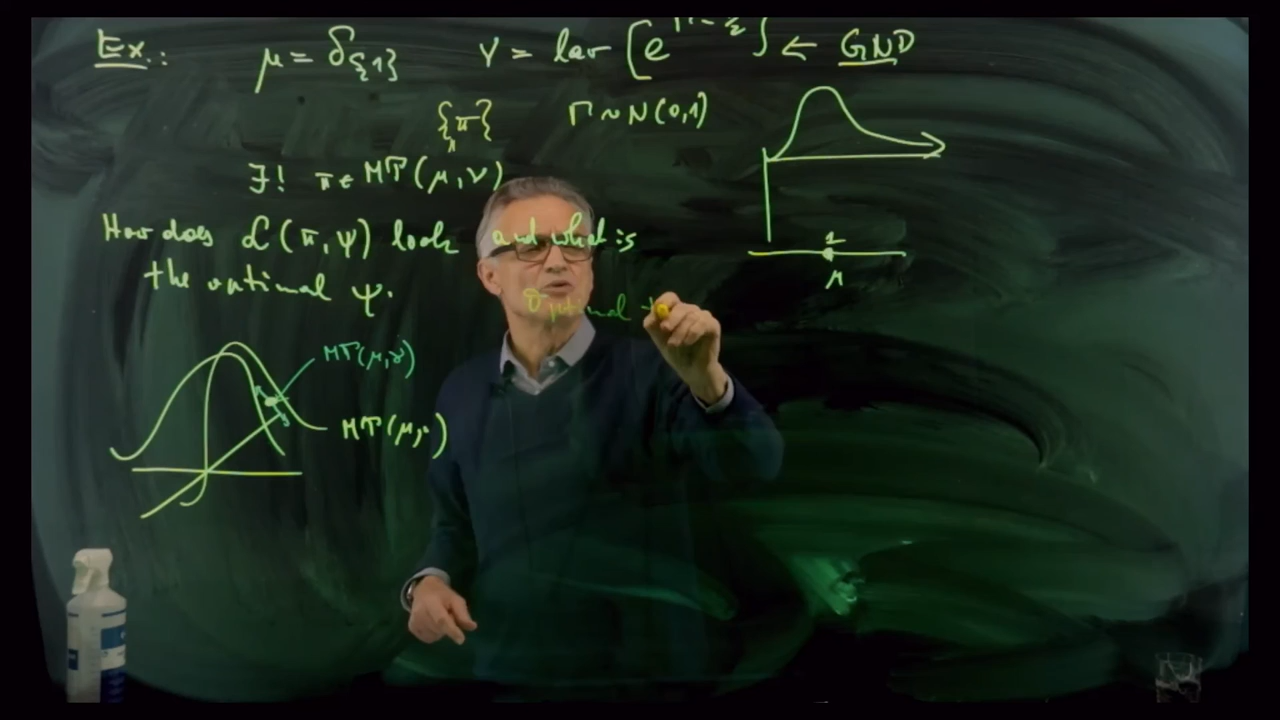 Ex.: μ = δ_{1} ν = law [e^{Γ - 1/2}] ← GND
{π} Γ ~ N(0,1)
∃! π ∈ MT(μ,ν)
How does L(π,ψ) look and what is
1
the optimal ψ.
μ
Optimal
MT(μ,ν)
MT(μ,·)